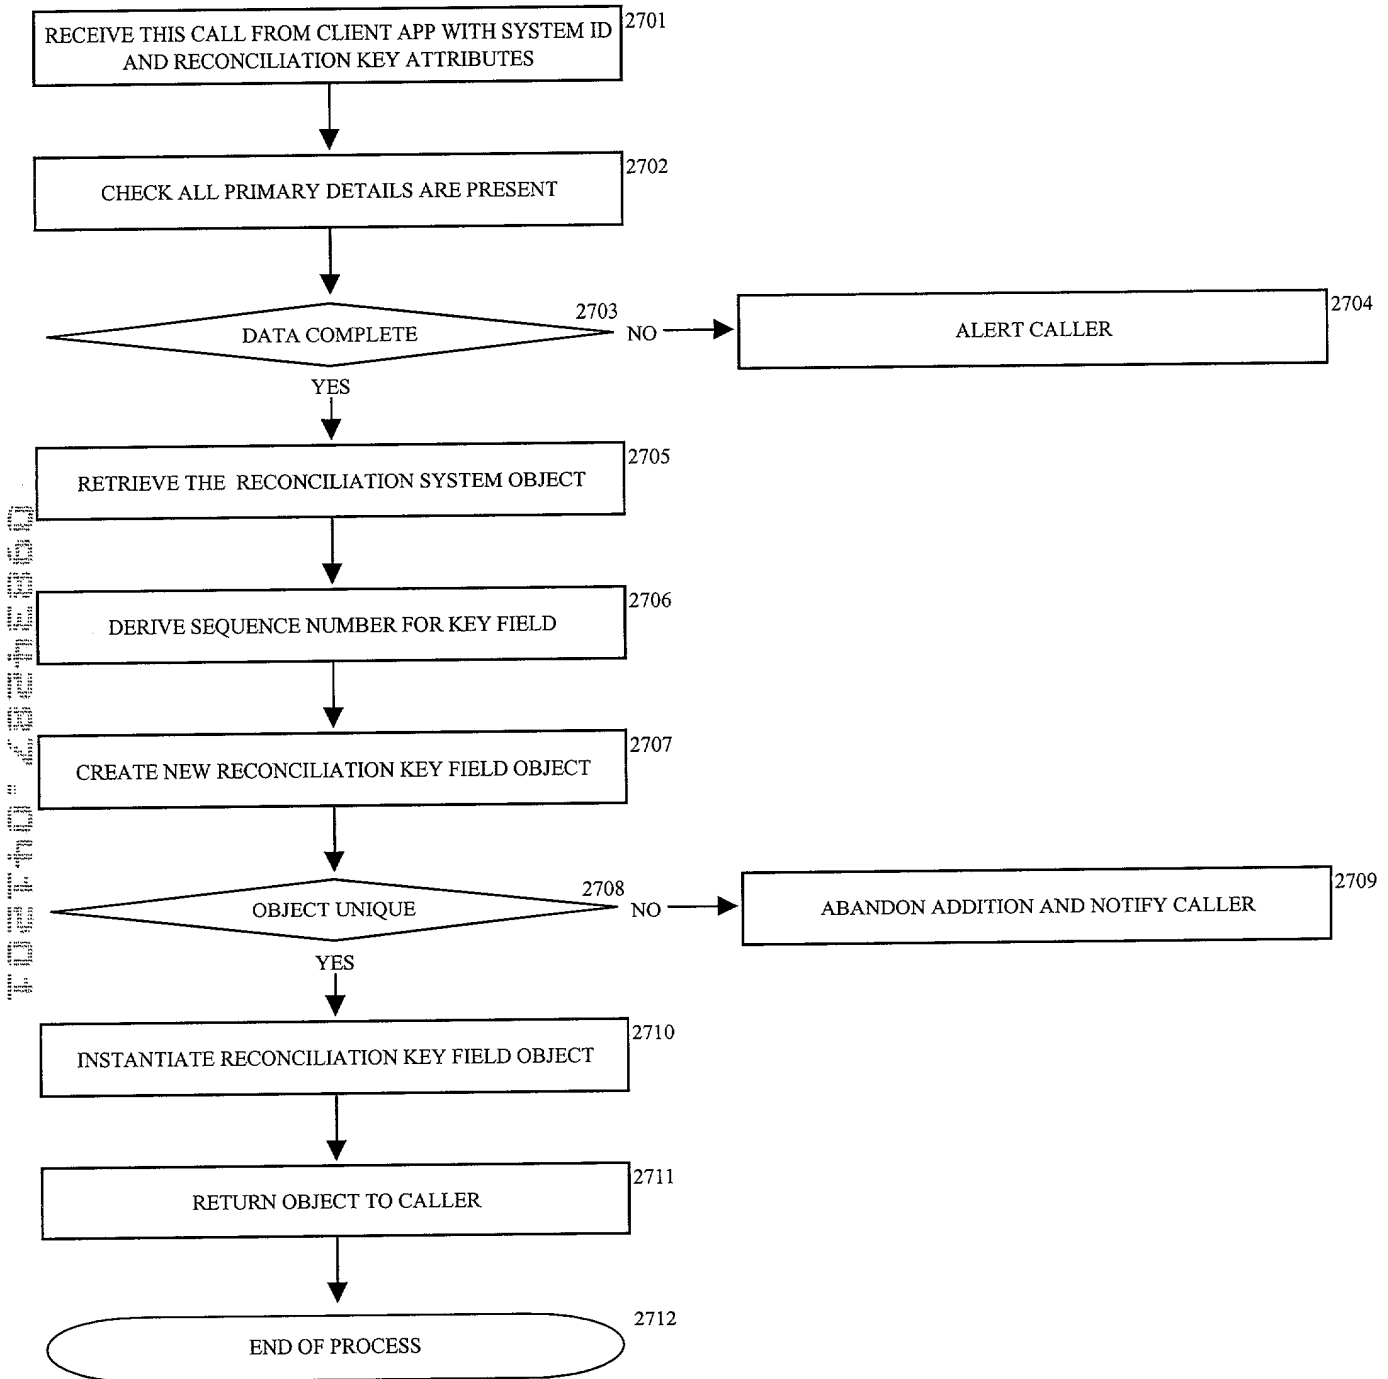 RECEIVE THIS CALL FROM CLIENT APP WITH SYSTEM ID
AND RECONCILIATION KEY ATTRIBUTES
2701
CHECK ALL PRIMARY DETAILS ARE PRESENT
2702
DATA COMPLETE
2703
NO
ALERT CALLER
2704
YES
RETRIEVE THE RECONCILIATION SYSTEM OBJECT
2705
DERIVE SEQUENCE NUMBER FOR KEY FIELD
2706
CREATE NEW RECONCILIATION KEY FIELD OBJECT
2707
OBJECT UNIQUE
2708
NO
ABANDON ADDITION AND NOTIFY CALLER
2709
YES
INSTANTIATE RECONCILIATION KEY FIELD OBJECT
2710
RETURN OBJECT TO CALLER
2711
END OF PROCESS
2712